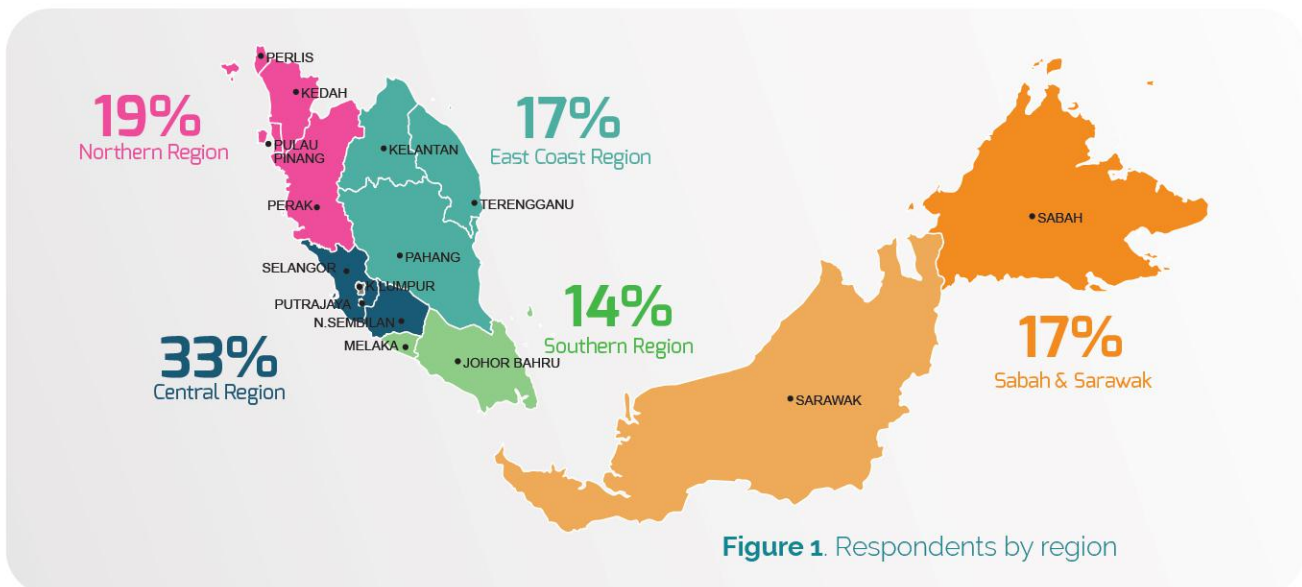 PERLIS
KEDAH
19%
Northern Region
PULAU
PINANG
PERAK
17%
East Coast Region
KELANTAN
TERENGGANU
PAHANG
SELANGOR
K.LUMPUR
PUTRAJAYA
N.SEMBILAN
MELAKA
33%
Central Region
14%
Southern Region
JOHOR BAHRU
SABAH
17%
Sabah & Sarawak
SARAWAK
Figure 1. Respondents by region